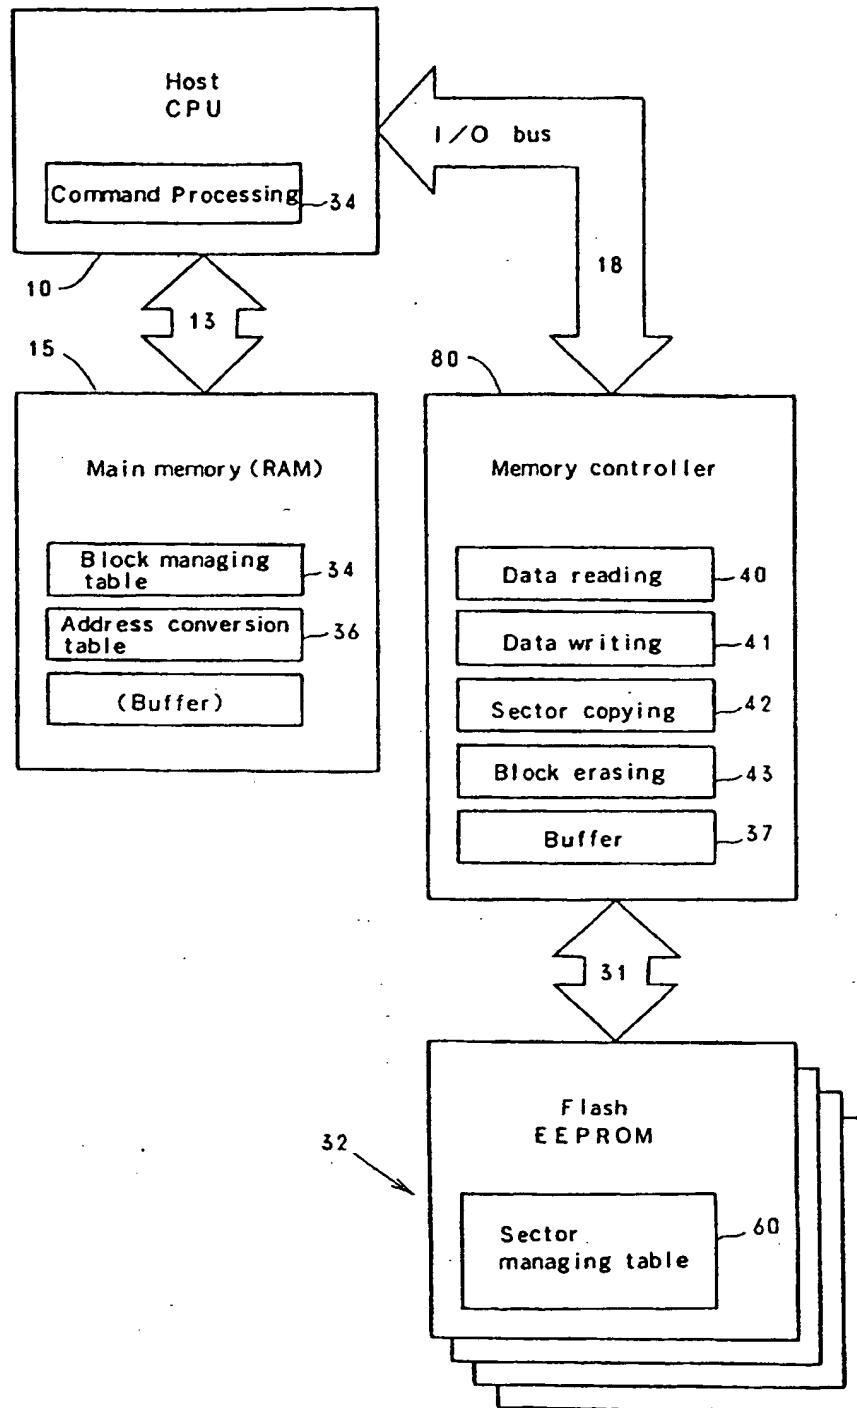 Host
CPU
Command Processing
34
10
I/O bus
18
13
15
Main memory (RAM)
Block managing
table
34
Address conversion
table
36
(Buffer)
80
Memory controller
Data reading
40
Data writing
41
Sector copying
42
Block erasing
43
Buffer
37
31
32
Flash
EEPROM
Sector
managing table
60